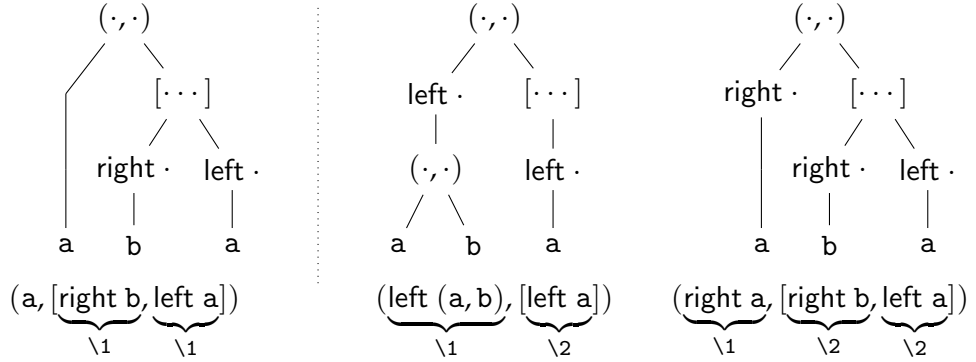 (·,·) (·,·) (·,·)
left · [···] right · [···]
[···]
right · left · (·,·) left · right · left ·
a b a a b a a b a
(a, [right b, left a]) (left (a, b), [left a]) (right a, [right b, left a])
\1 \1 \1 \2 \1 \2 \2